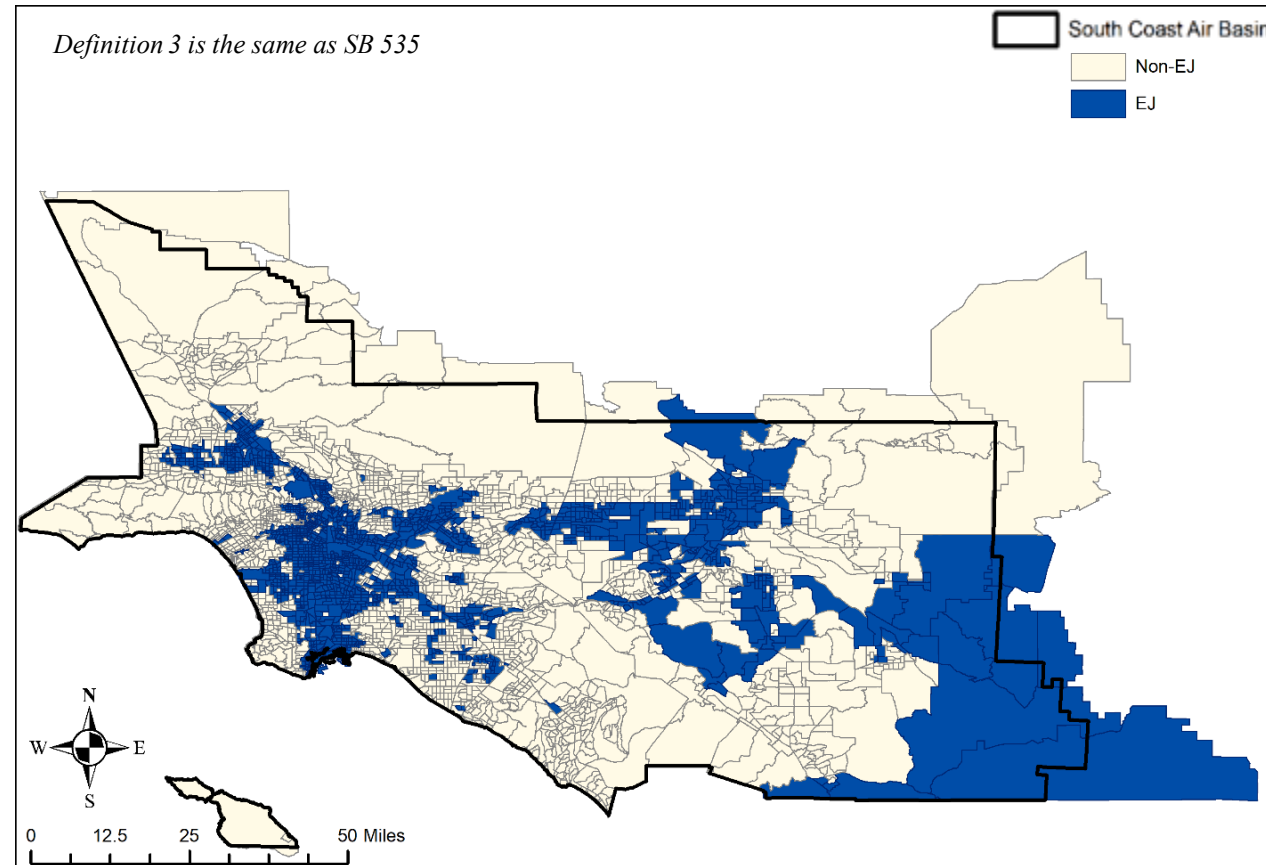 Definition 3 is the same as SB 535
South Coast Air Basin
Non-EJ
EJ
N
W E
S
0 12.5 25 50 Miles